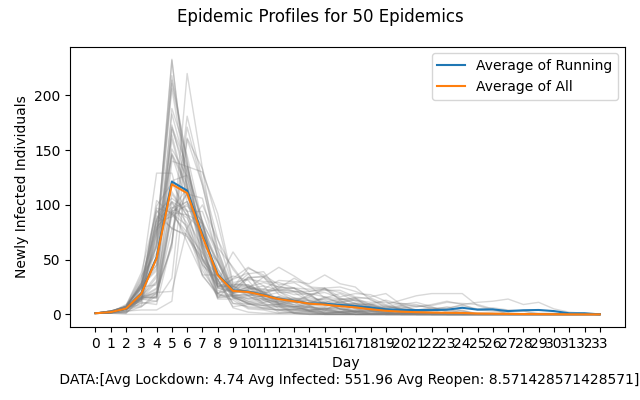 Epidemic Profiles for 50 Epidemics
Average of Running
Average of All
Newly Infected Individuals
200
150
100
50
0
0 1 2 3 4 5 6 7 8 9 10 11 12 13 14 15 16 17 18 19 20 21 22 23 24 25 26 27 28 29 30 31 32 33
Day
DATA:[Avg Lockdown: 4.74 Avg Infected: 551.96 Avg Reopen: 8.571428571428571]